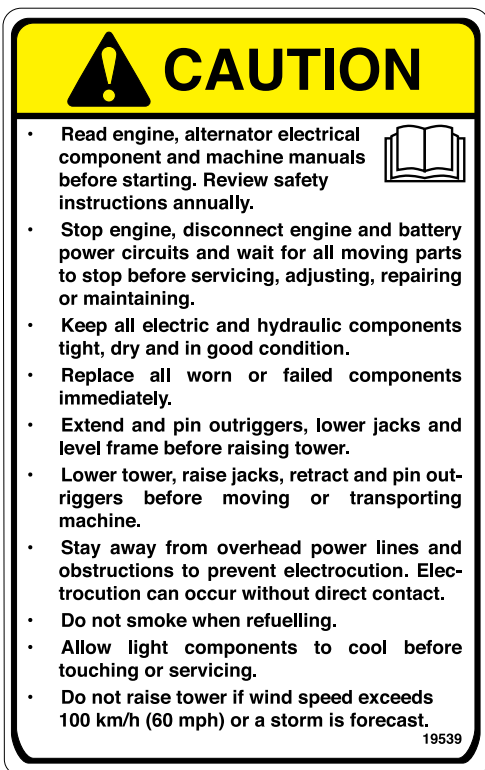 CAUTION
• Read engine, alternator electrical
component and machine manuals
before starting. Review safety
instructions annually.
• Stop engine, disconnect engine and battery
power circuits and wait for all moving parts
to stop before servicing, adjusting, repairing
or maintaining.
• Keep all electric and hydraulic components
tight, dry and in good condition.
• Replace all worn or failed components
immediately.
• Extend and pin outriggers, lower jacks and
level frame before raising tower.
• Lower tower, raise jacks, retract and pin out-
riggers before moving or transporting
machine.
• Stay away from overhead power lines and
obstructions to prevent electrocution. Elec-
trocution can occur without direct contact.
• Do not smoke when refuelling.
• Allow light components to cool before
touching or servicing.
• Do not raise tower if wind speed exceeds
100 km/h (60 mph) or a storm is forecast.
19539